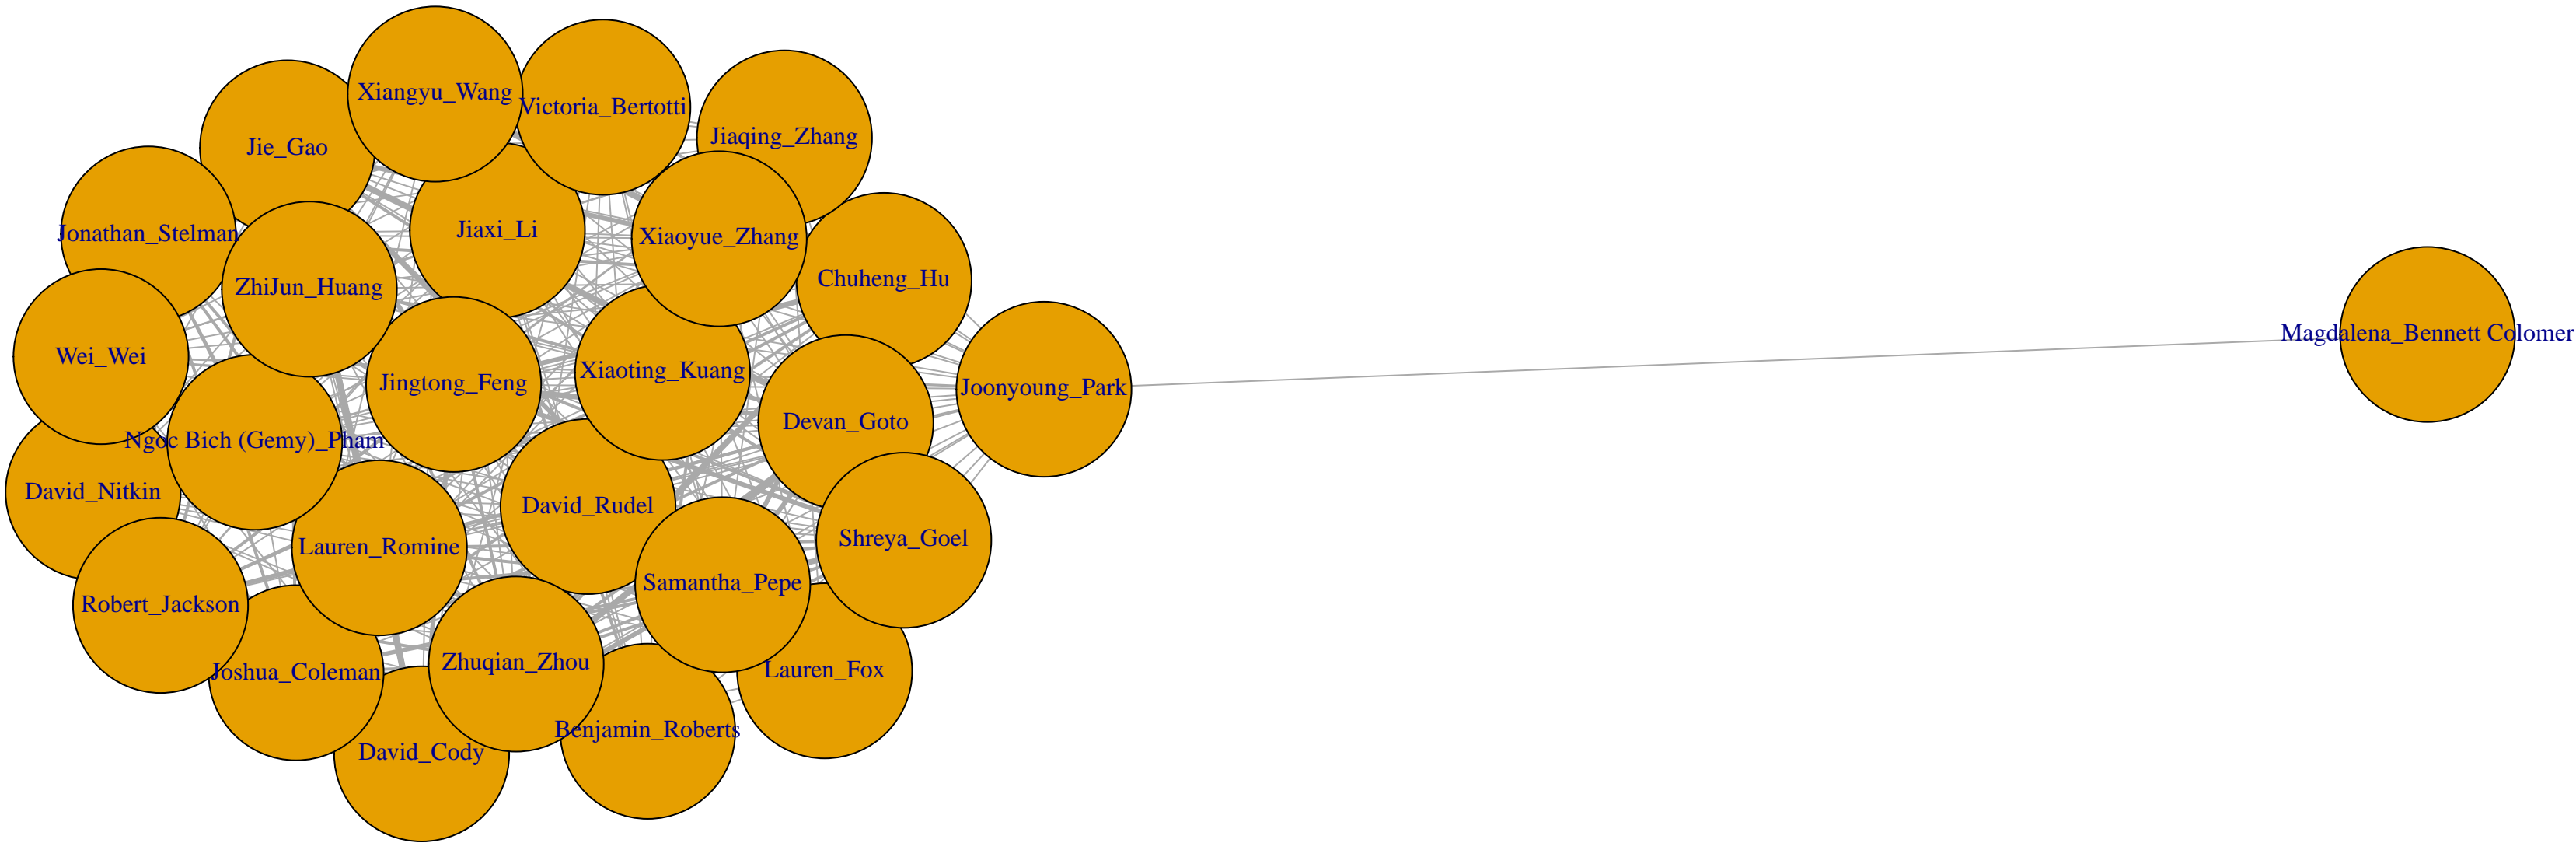 Xiangyu_Wang
Victoria_Bertotti
Jiaqing_Zhang
Jie_Gao
Jonathan_Stelman
Jiaxi_Li
Xiaoyue_Zhang
ZhiJun_Huang
Chuheng_Hu
Magdalena_Bennett Colomer
Wei_Wei
Jingtong_Feng
Xiaoting_Kuang
Joonyoung_Park
Devan_Goto
Ngoc Bich (Gemy)_Pham
David_Nitkin
David_Rudel
Shreya_Goel
Lauren_Romine
Samantha_Pepe
Robert_Jackson
Zhuqian_Zhou
Lauren_Fox
Joshua_Coleman
Benjamin_Roberts
David_Cody